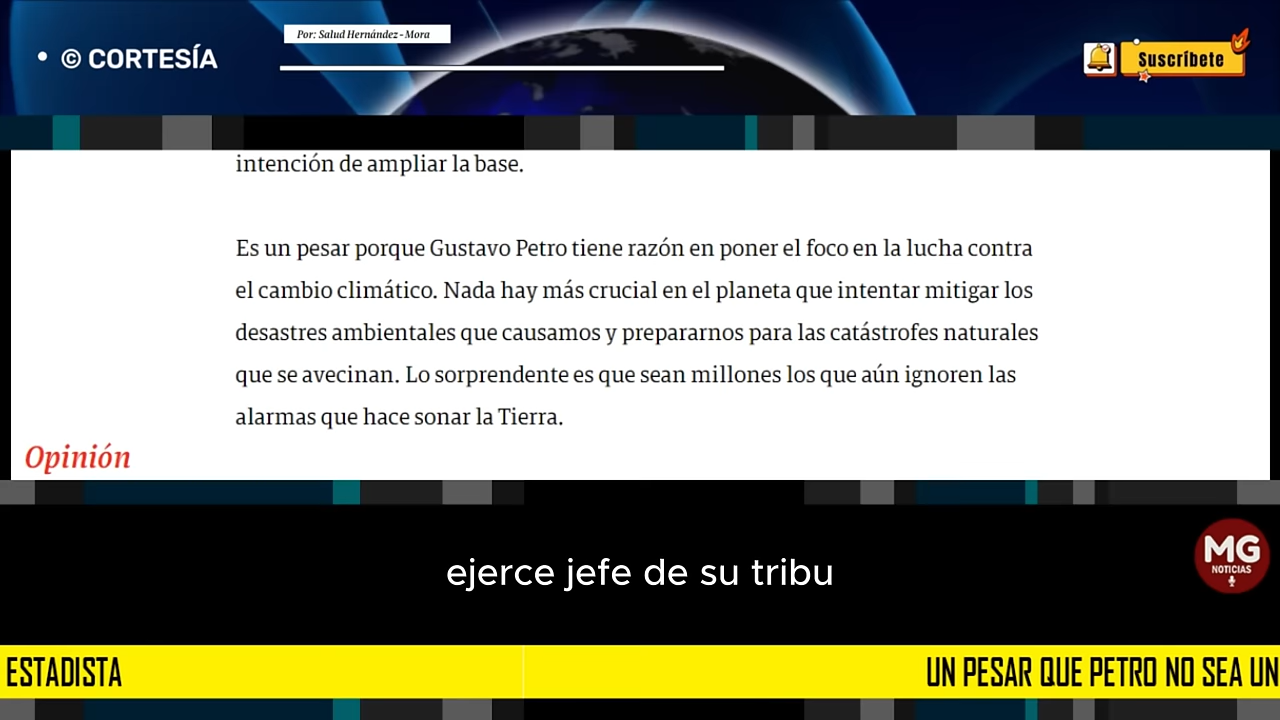 • © CORTESÍA
Por: Salud Hernández-Mora
Suscríbete
intención de ampliar la base.
Es un pesar porque Gustavo Petro tiene razón en poner el foco en la lucha contra
el cambio climático. Nada hay más crucial en el planeta que intentar mitigar los
desastres ambientales que causamos y prepararnos para las catástrofes naturales
que se avecinan. Lo sorprendente es que sean millones los que aún ignoren las
alarmas que hace sonar la Tierra.
Opinión
ejerce jefe de su tribu
MG
NOTICIAS
ESTADISTA
UN PESAR QUE PETRO NO SEA UN